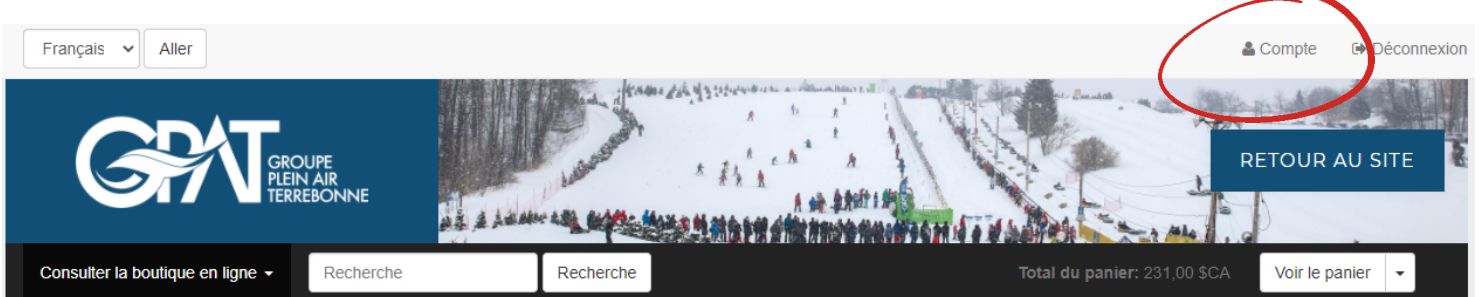 Français
Aller
Compte
Déconnexion
GPAT
GROUPE
PLEIN AIR
TERREBONNE
RETOUR AU SITE
Consulter la boutique en ligne
Recherche
Recherche
Total du panier: 231,00 $CA
Voir le panier